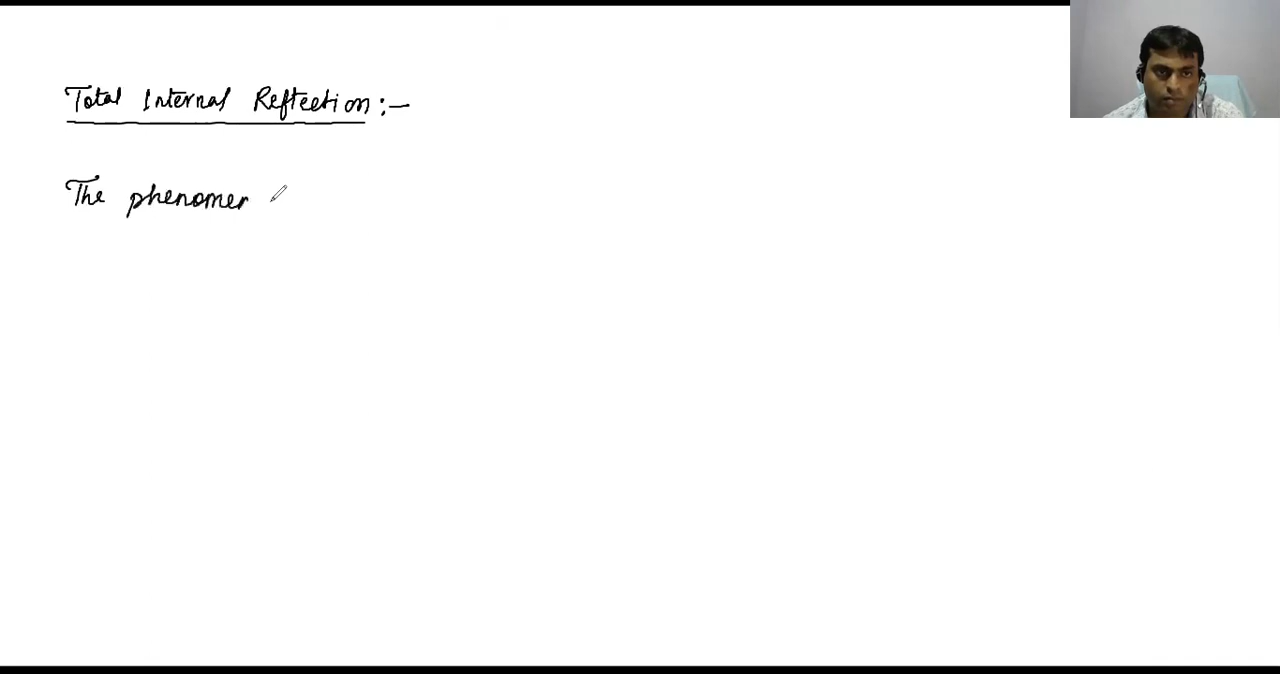 Total Internal Reflection :-
The phenomer